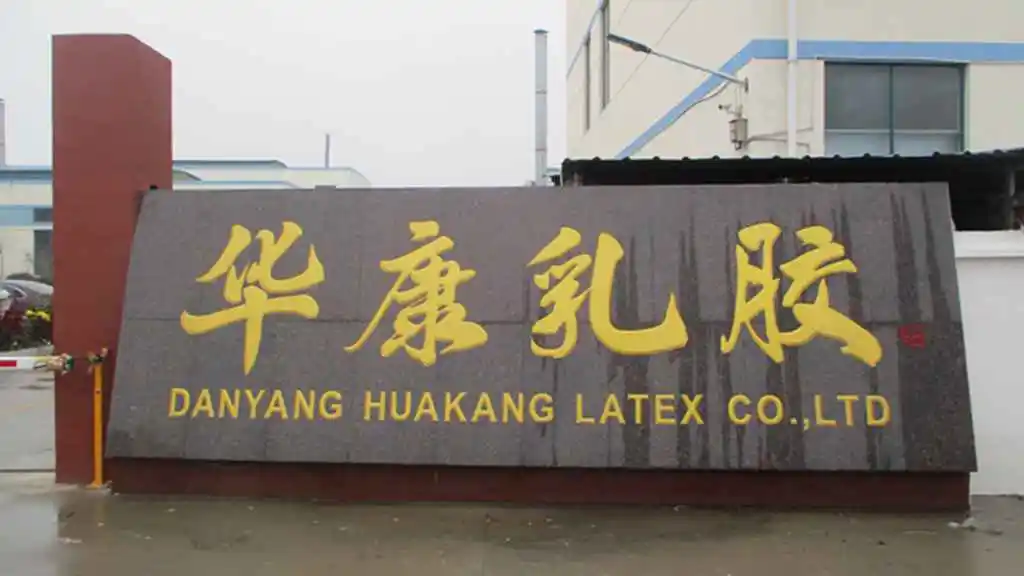 华康乳胶
DANYANG HUAKANG LATEX CO.,LTD